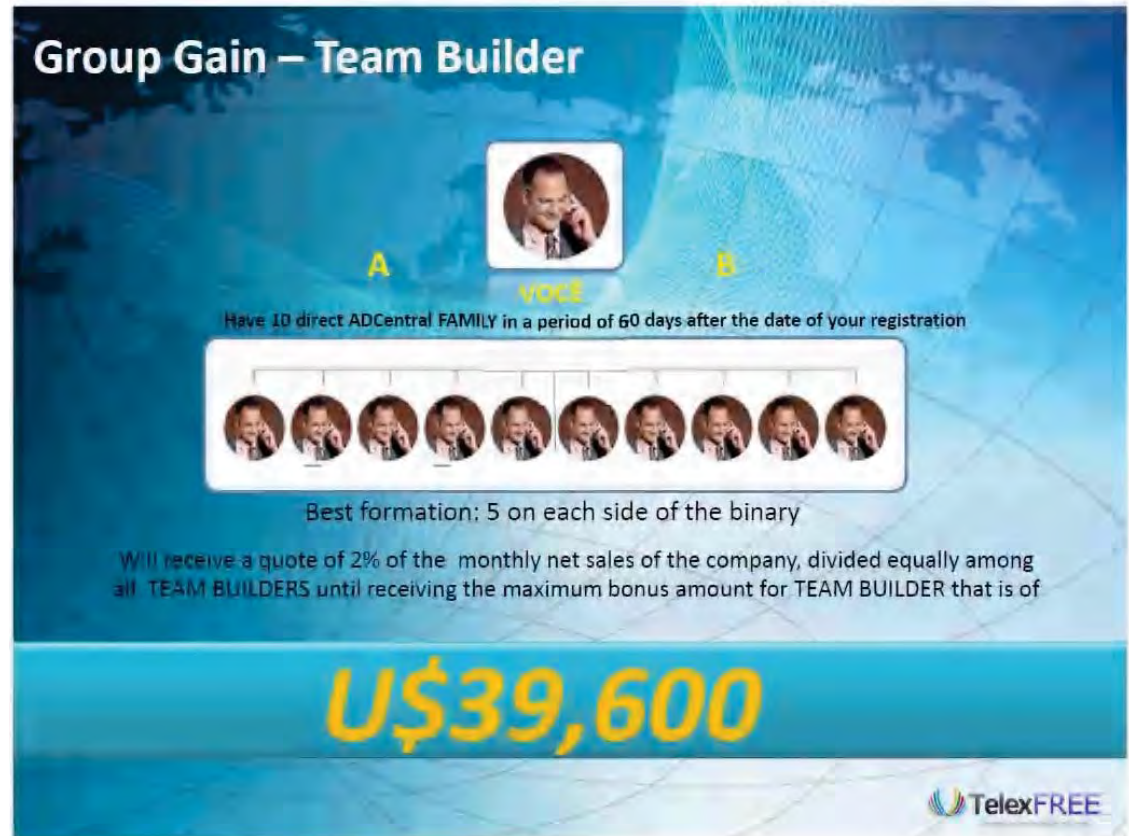 Group Gain – Team Builder
A
B
VOCÊ
Have 10 direct ADCentral FAMILY in a period of 60 days after the date of your registration
Best formation: 5 on each side of the binary
Will receive a quote of 2% of the monthly net sales of the company, divided equally among
all TEAM BUILDERS until receiving the maximum bonus amount for TEAM BUILDER that is of
U$39,600
TelexFREE